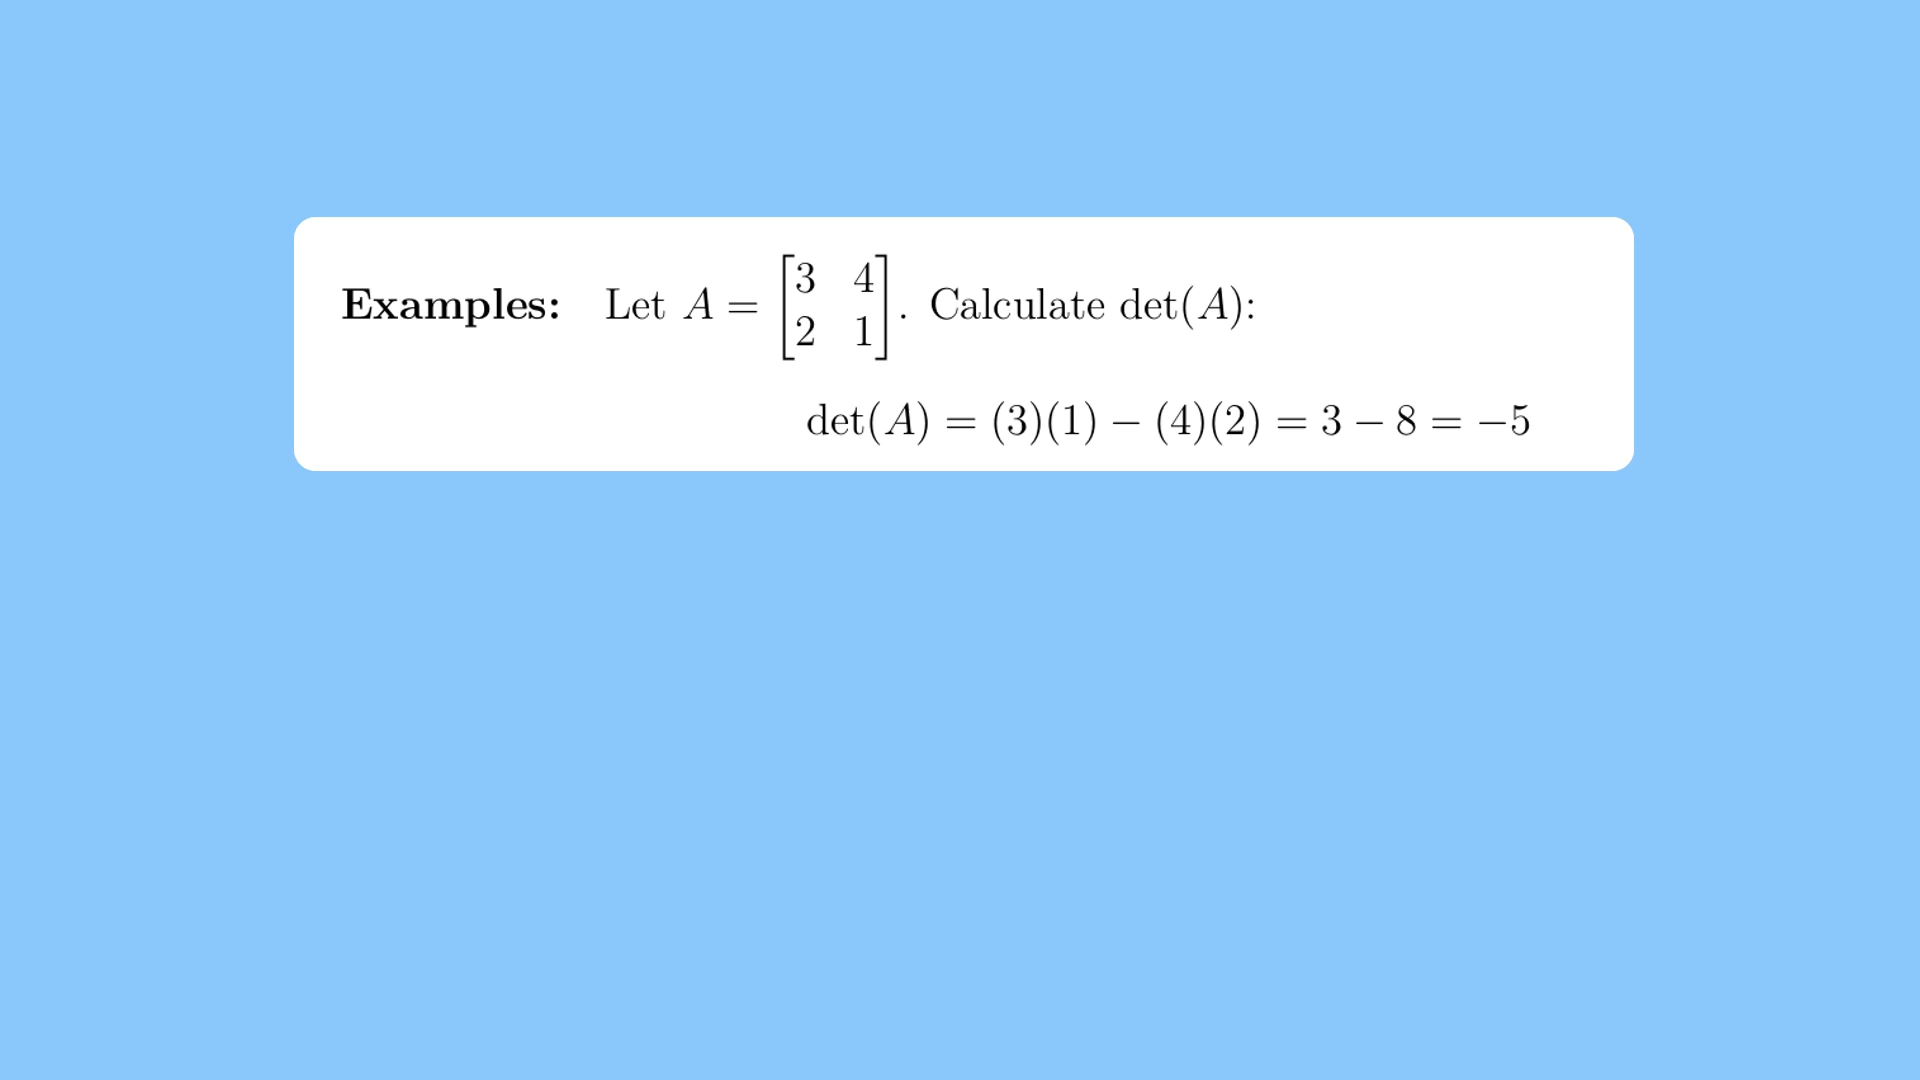 Examples: Let A = [3 4; 2 1]. Calculate det(A):
det(A) = (3)(1) − (4)(2) = 3 − 8 = −5